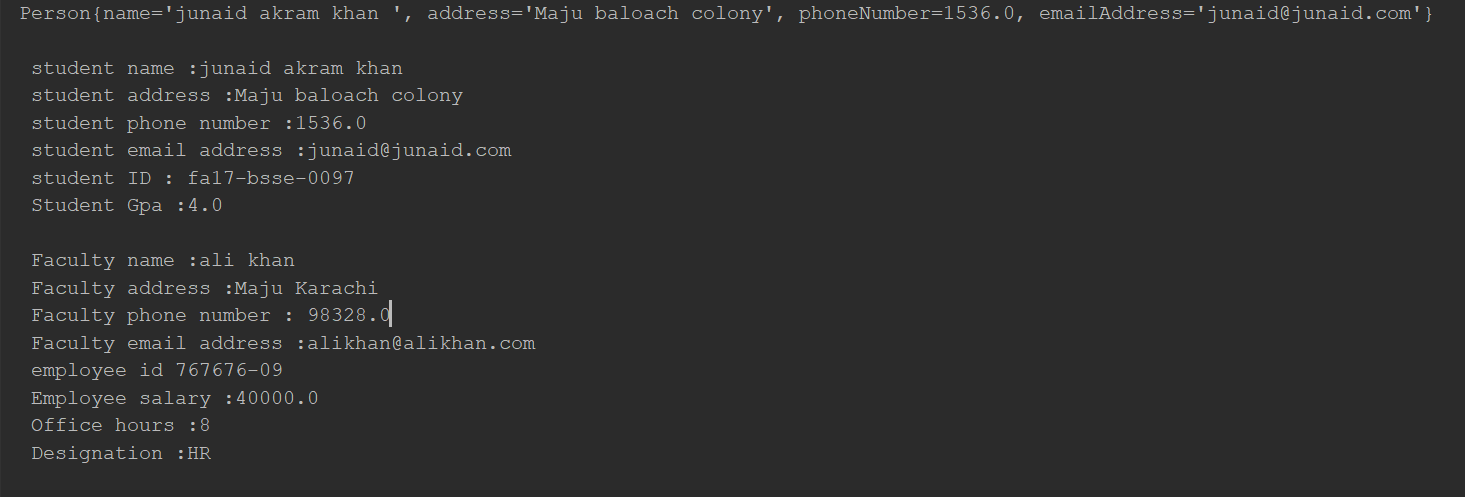 Person{name='junaid akram khan ', address='Maju baloach colony', phoneNumber=1536.0, emailAddress='junaid@junaid.com'}
student name :junaid akram khan
student address :Maju baloach colony
student phone number :1536.0
student email address :junaid@junaid.com
student ID : fa17-bsse-0097
Student Gpa :4.0
Faculty name :ali khan
Faculty address :Maju Karachi
Faculty phone number : 98328.0
Faculty email address :alikhan@alikhan.com
employee id 767676-09
Employee salary :40000.0
Office hours :8
Designation :HR